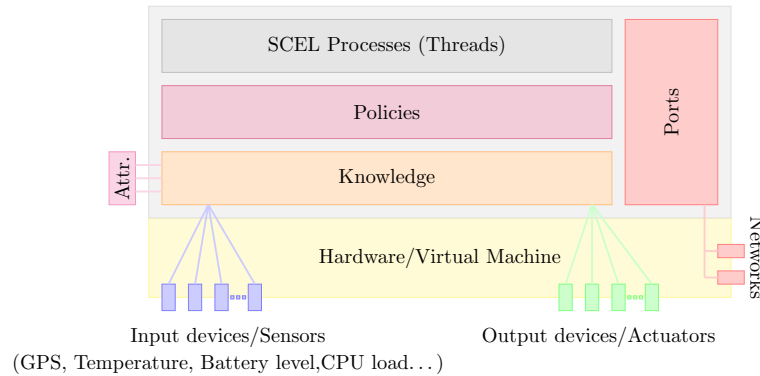 SCEL Processes (Threads)
Policies
Ports
Attr.
Knowledge
Hardware/Virtual Machine
Networks
Input devices/Sensors
(GPS, Temperature, Battery level,CPU load...)
Output devices/Actuators